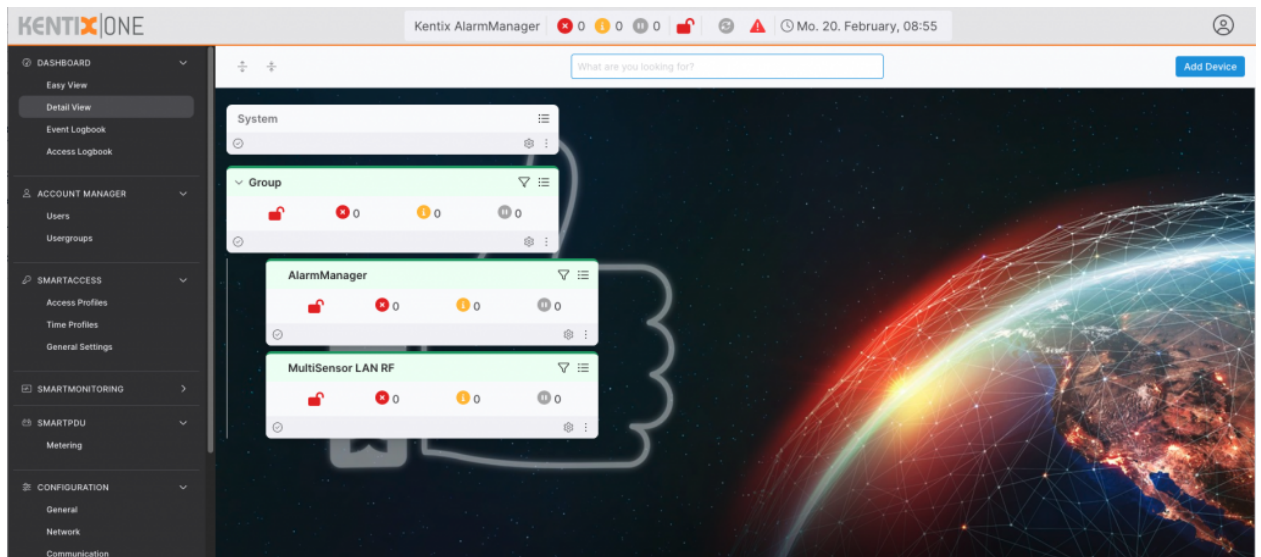 KENTIX|ONE
Kentix AlarmManager 0 0 0 Mo. 20. February, 08:55
DASHBOARD
Easy View
Detail View
Event Logbook
Access Logbook
ACCOUNT MANAGER
Users
Usergroups
SMARTACCESS
Access Profiles
Time Profiles
General Settings
SMARTMONITORING
SMARTPDU
Metering
CONFIGURATION
General
Network
Communication
What are you looking for?
Add Device
System
Group
0 0 0
AlarmManager
0 0 0
MultiSensor LAN RF
0 0 0